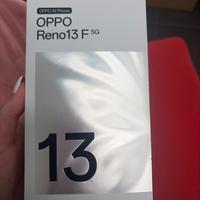 OPPO AI Phone
OPPO
Reno13 F 5G
13